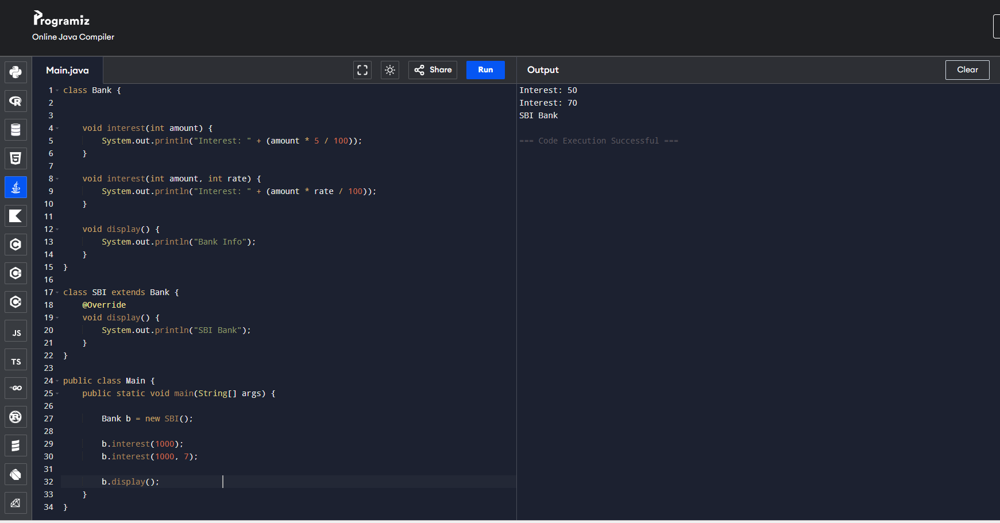 Programiz
Online Java Compiler
Main.java
Share
Run
Output
Clear
1 class Bank {
2
3
4     void interest(int amount) {
5         System.out.println("Interest: " + (amount * 5 / 100));
6     }
7
8     void interest(int amount, int rate) {
9         System.out.println("Interest: " + (amount * rate / 100));
10     }
11
12     void display() {
13         System.out.println("Bank Info");
14     }
15 }
16
17 class SBI extends Bank {
18     @Override
19     void display() {
20         System.out.println("SBI Bank");
21     }
22 }
23
24 public class Main {
25     public static void main(String[] args) {
26
27         Bank b = new SBI();
28
29         b.interest(1000);
30         b.interest(1000, 7);
31
32         b.display();
33     }
34 }
Interest: 50
Interest: 70
SBI Bank
=== Code Execution Successful ===
R
5
C
C
C
JS
TS
GO
R